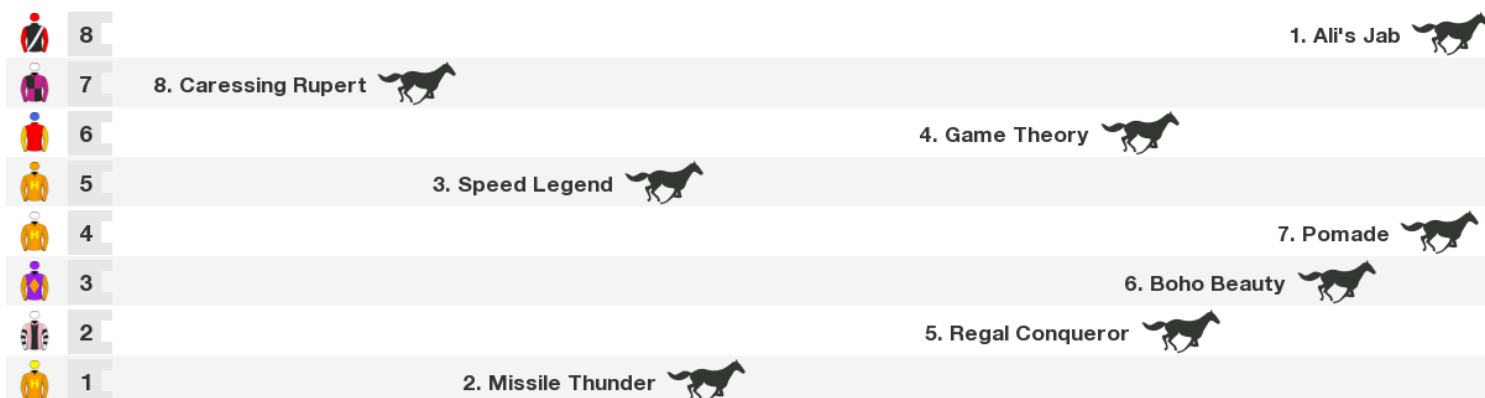 8 1. Ali's Jab
7 8. Caressing Rupert
6 4. Game Theory
H 5 3. Speed Legend
H 4 7. Pomade
3 6. Boho Beauty
2 5. Regal Conqueror
H 1 2. Missile Thunder